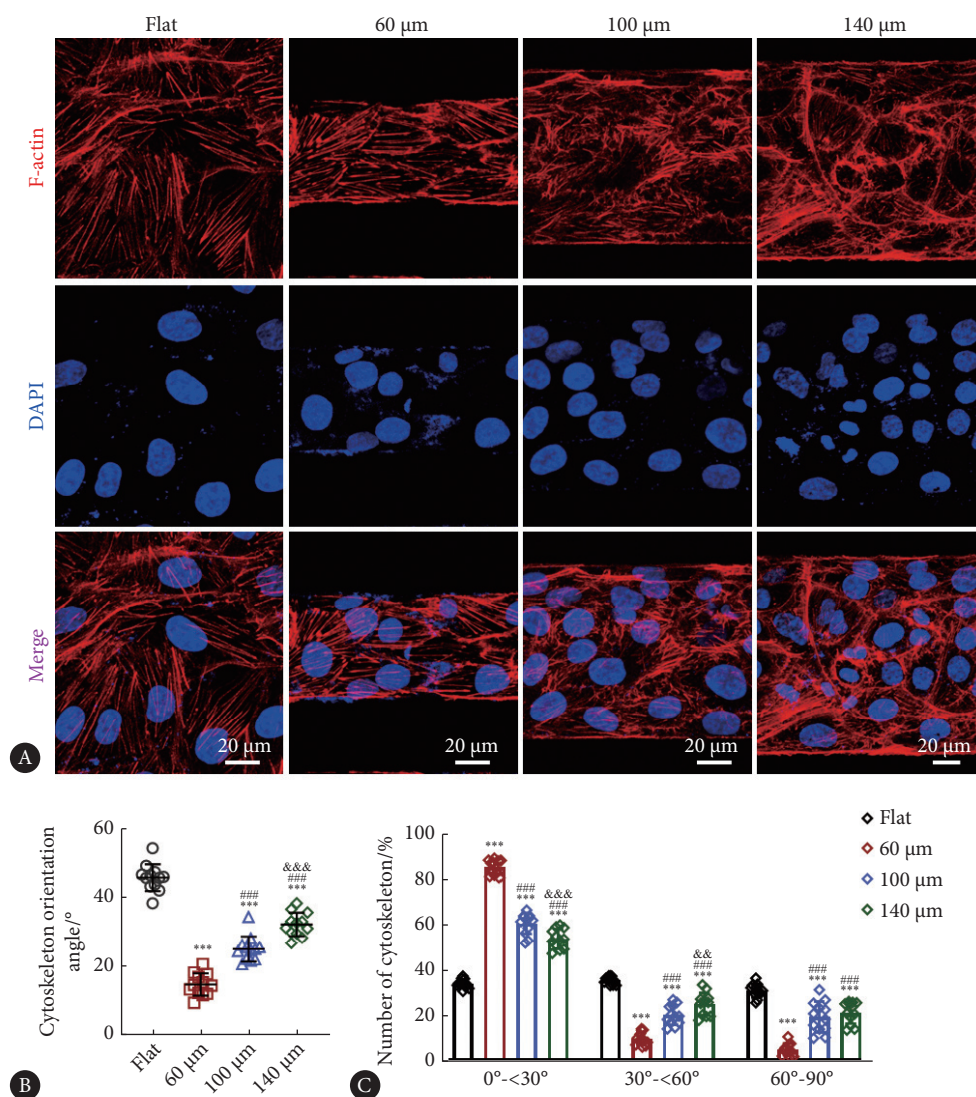 Flat 60 μm 100 μm 140 μm
F-actin
DAPI
Merge
20 μm 20 μm 20 μm 20 μm
A
Cytoskeleton orientation
angle/°
60
40
20
0
***
###
***
&&&
###
***
Flat 60 μm 100 μm 140 μm
B
Number of cytoskeleton/%
100
80
60
40
20
0
***
###
***
&&&
###
***
***
###
***
&&
###
***
***
###
***
###
***
0°-<30° 30°-<60° 60°-90°
Flat
60 μm
100 μm
140 μm
C